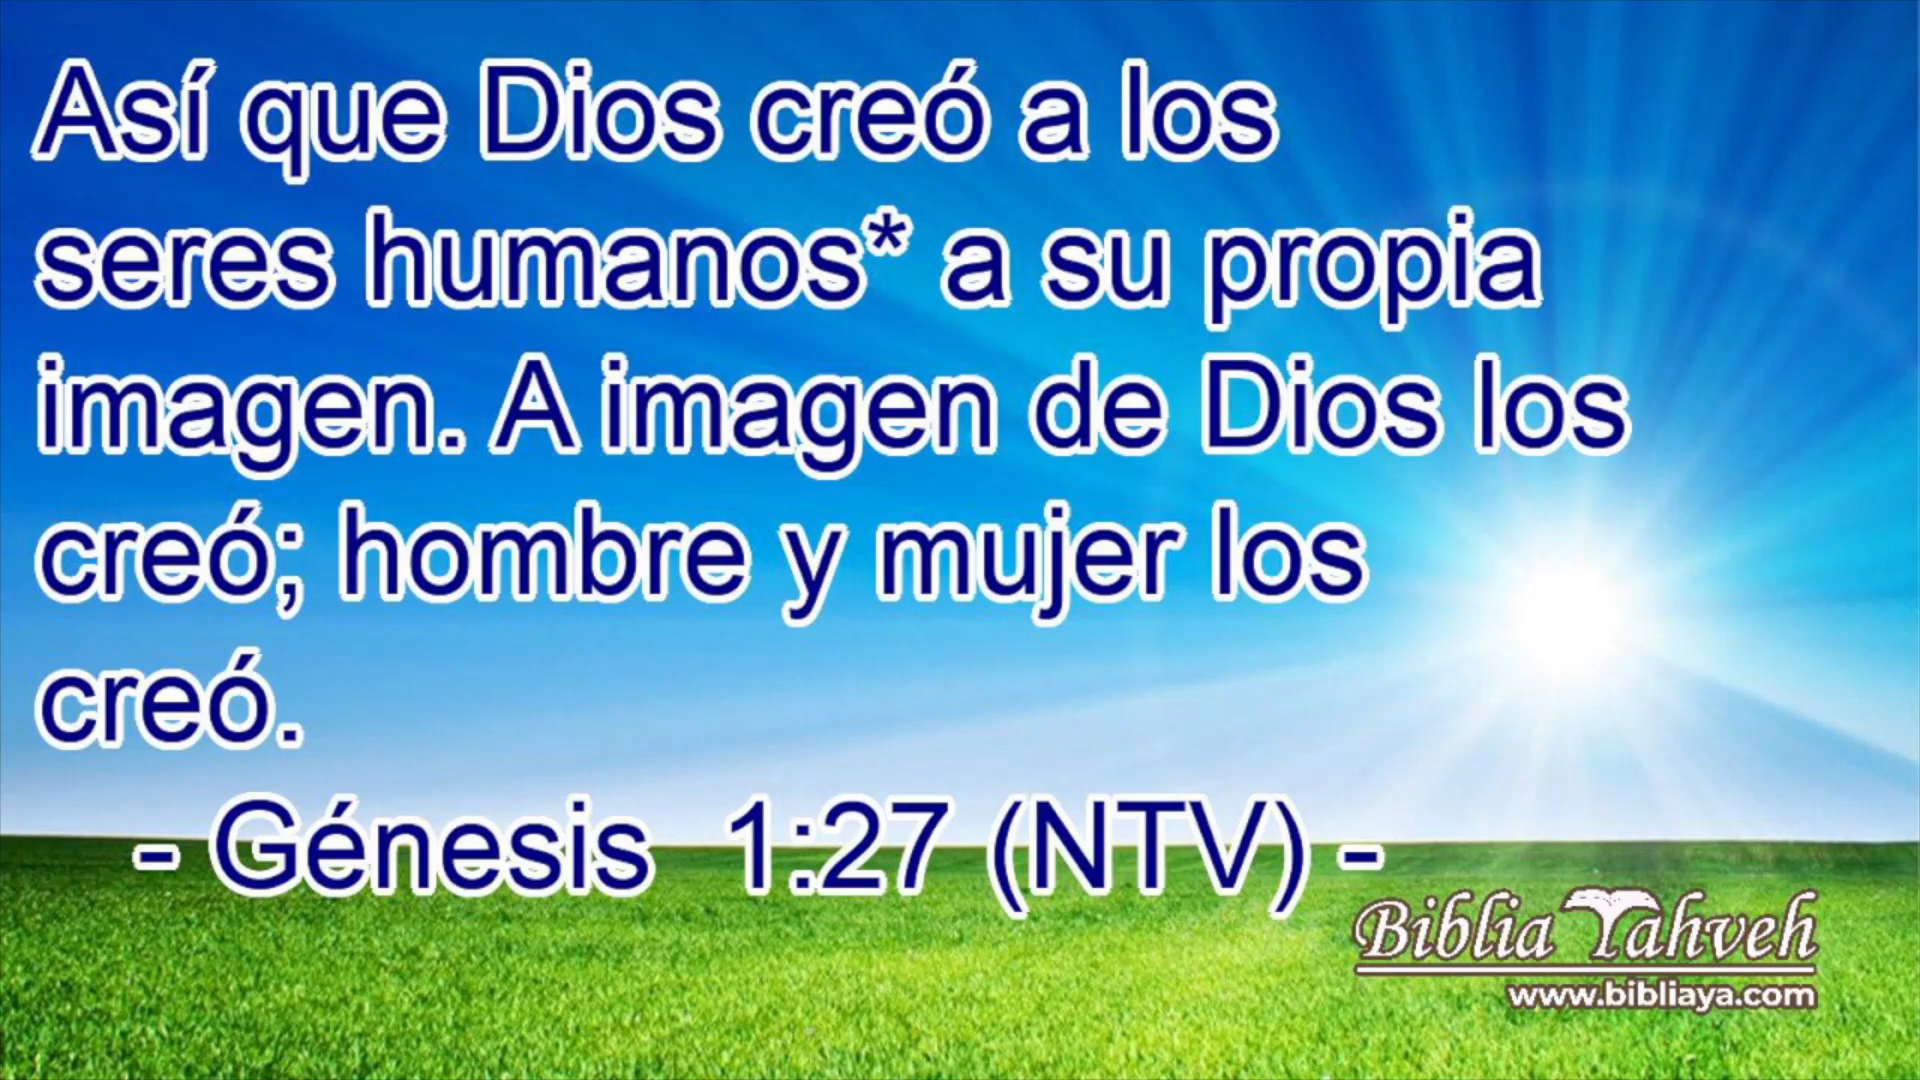 Así que Dios creó a los
seres humanos* a su propia
imagen. A imagen de Dios los
creó; hombre y mujer los
creó.
- Génesis  1:27 (NTV) -
Biblia Yahveh
www.bibliaya.com